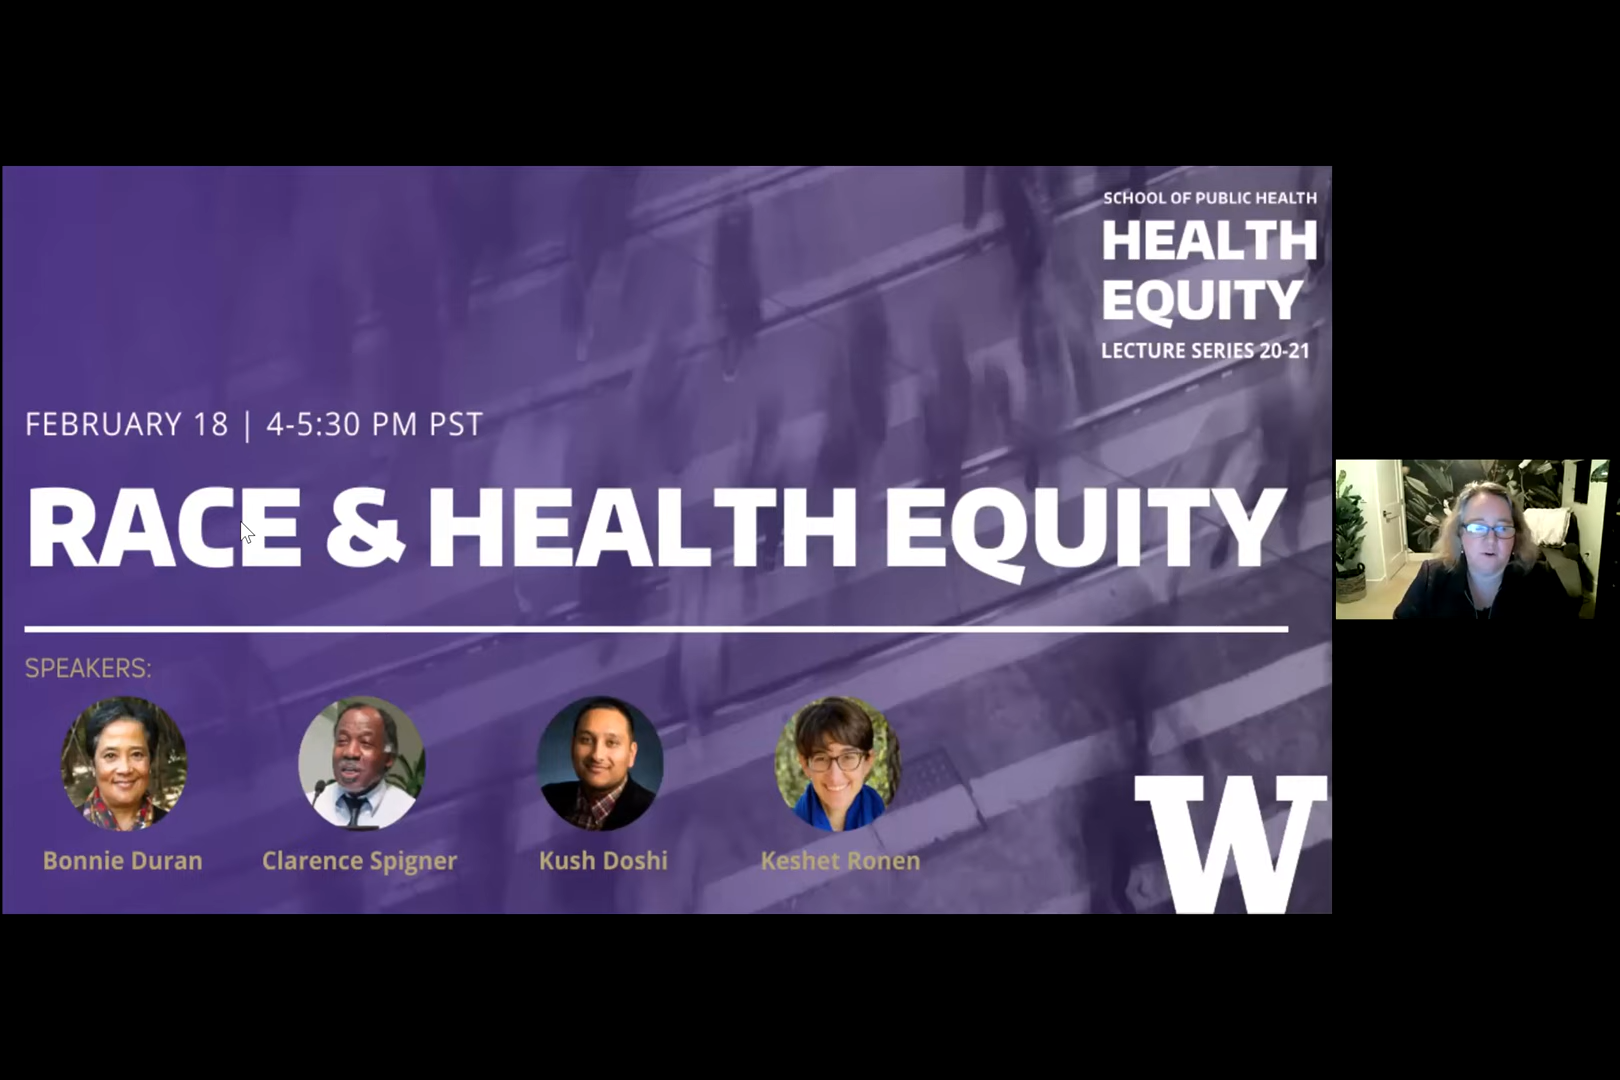 SCHOOL OF PUBLIC HEALTH
HEALTH
EQUITY
LECTURE SERIES 20-21
FEBRUARY 18 | 4-5:30 PM PST
RACE & HEALTH EQUITY
SPEAKERS:
Bonnie Duran
Clarence Spigner
Kush Doshi
Keshet Ronen
W